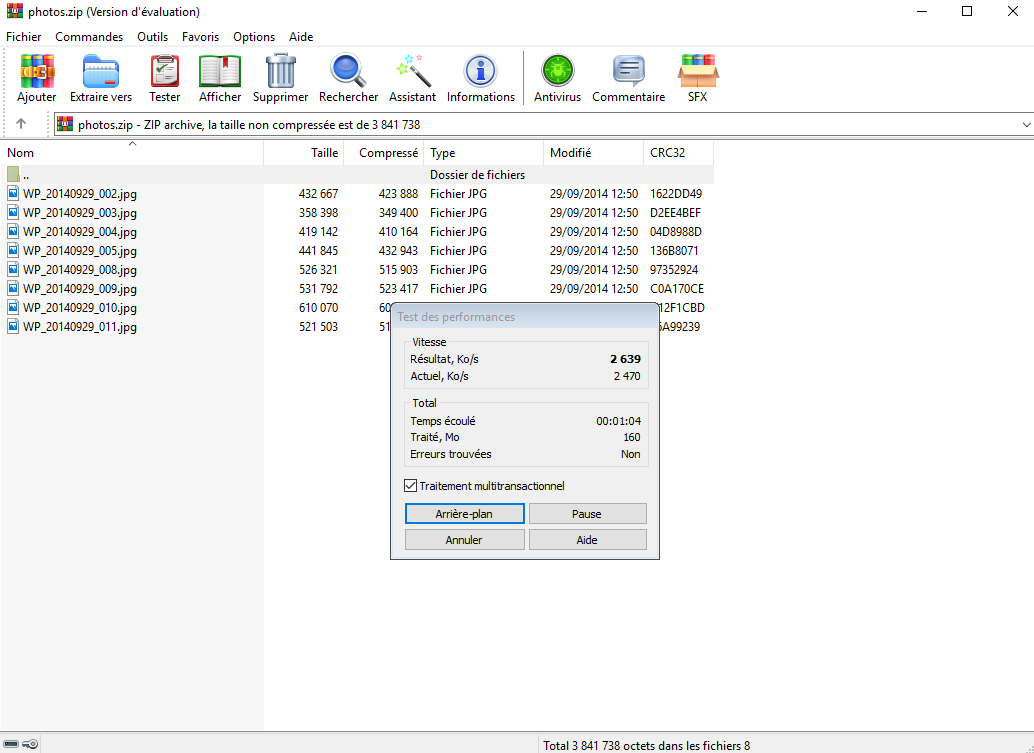 photos.zip (Version d'évaluation)
Fichier Commandes Outils Favoris Options Aide
Ajouter Extraire vers Tester Afficher Supprimer Rechercher Assistant Informations Antivirus Commentaire SFX
photos.zip - ZIP archive, la taille non compressée est de 3 841 738
Nom Taille Compressé Type Modifié CRC32
.. Dossier de fichiers
WP_20140929_002.jpg 432 667 423 888 Fichier JPG 29/09/2014 12:50 1622DD49
WP_20140929_003.jpg 358 398 349 400 Fichier JPG 29/09/2014 12:50 D2EE4BEF
WP_20140929_004.jpg 419 142 410 164 Fichier JPG 29/09/2014 12:50 04D8988D
WP_20140929_005.jpg 441 845 432 943 Fichier JPG 29/09/2014 12:50 136B8071
WP_20140929_008.jpg 526 321 515 903 Fichier JPG 29/09/2014 12:50 97352924
WP_20140929_009.jpg 531 792 523 417 Fichier JPG 29/09/2014 12:50 C0A170CE
WP_20140929_010.jpg 610 070
WP_20140929_011.jpg 521 503
Test des performances
Vitesse
Résultat, Ko/s 2 639
Actuel, Ko/s 2 470
Total
Temps écoulé 00:01:04
Traité, Mo 160
Erreurs trouvées Non
Traitement multitransactionnel
Arrière-plan Pause
Annuler Aide
Total 3 841 738 octets dans les fichiers 8